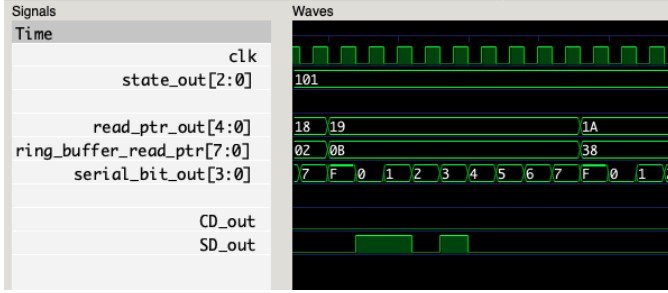 Signals Waves
Time
clk
state_out[2:0] 101
read_ptr_out[4:0] 18 19 1A
ring_buffer_read_ptr[7:0] 02 0B 38
serial_bit_out[3:0] 7 F 0 1 2 3 4 5 6 7 F 0 1
CD_out
SD_out